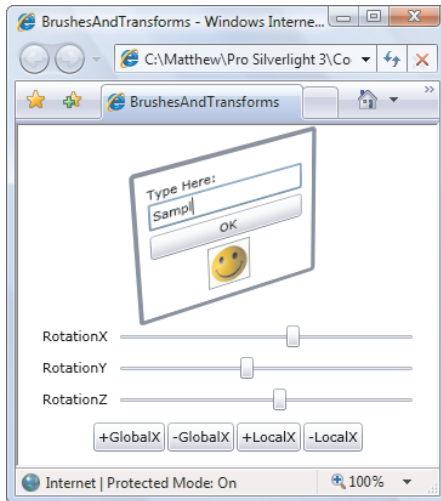 BrushesAndTransforms - Windows Interne...
C:\Matthew\Pro Silverlight 3\Co
BrushesAndTransforms
Type Here:
Sampl
OK
RotationX
RotationY
RotationZ
+GlobalX -GlobalX +LocalX -LocalX
Internet | Protected Mode: On 100%